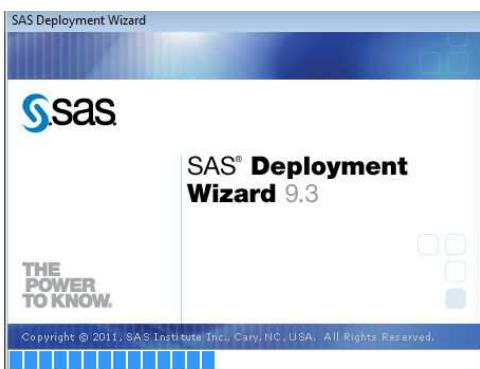 SAS Deployment Wizard
sas
SAS® Deployment
Wizard 9.3
THE
POWER
TO KNOW.
Copyright © 2011, SAS Institute Inc., Cary, NC, USA. All Rights Reserved.